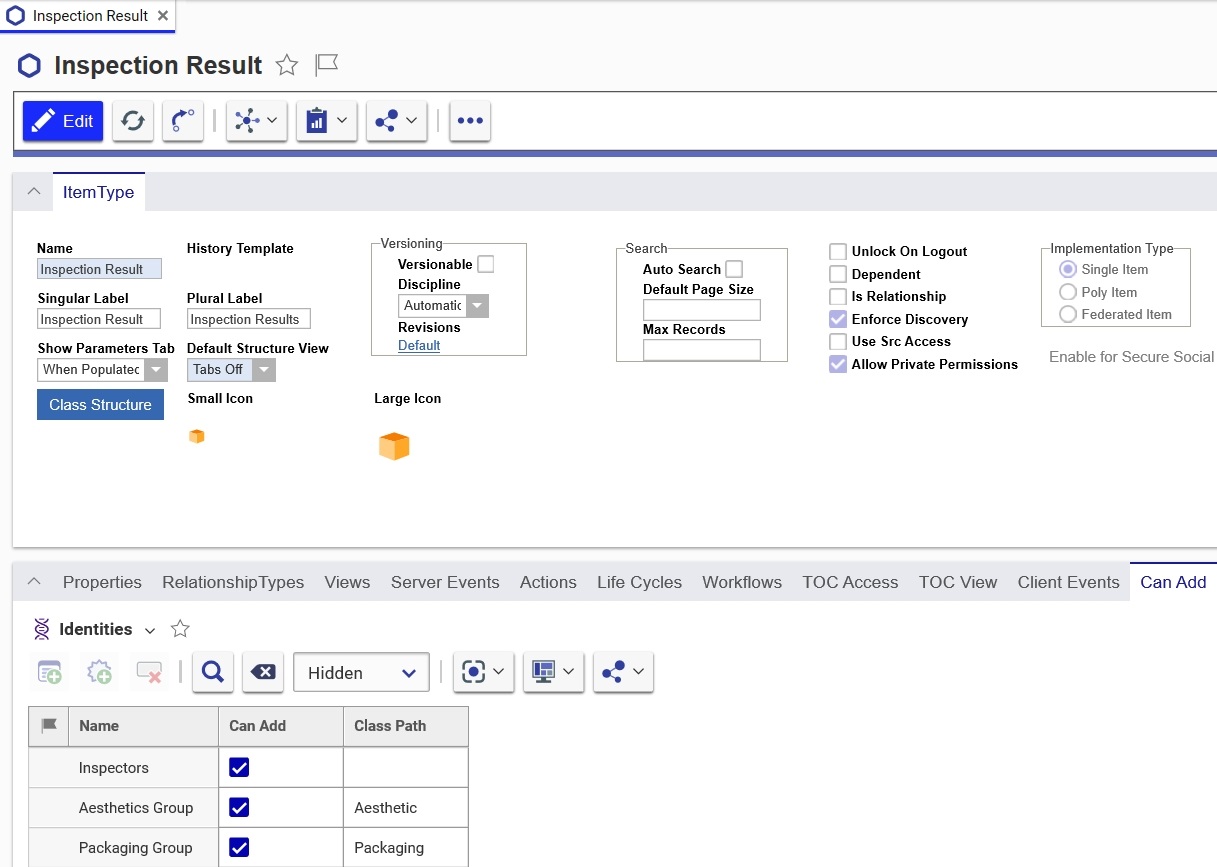 Inspection Result
Inspection Result
Edit
ItemType
Name
History Template
Inspection Result
Singular Label
Plural Label
Inspection Result
Inspection Results
Show Parameters Tab
Default Structure View
When Populatec
Tabs Off
Class Structure
Small Icon
Large Icon
Versioning
Versionable
Discipline
Automatic
Revisions
Default
Search
Auto Search
Default Page Size
Max Records
Unlock On Logout
Dependent
Is Relationship
Enforce Discovery
Use Src Access
Allow Private Permissions
Implementation Type
Single Item
Poly Item
Federated Item
Enable for Secure Social
Properties RelationshipTypes Views Server Events Actions Life Cycles Workflows TOC Access TOC View Client Events Can Add
Identities
Hidden
Name Can Add Class Path
Inspectors
Aesthetics Group Aesthetic
Packaging Group Packaging